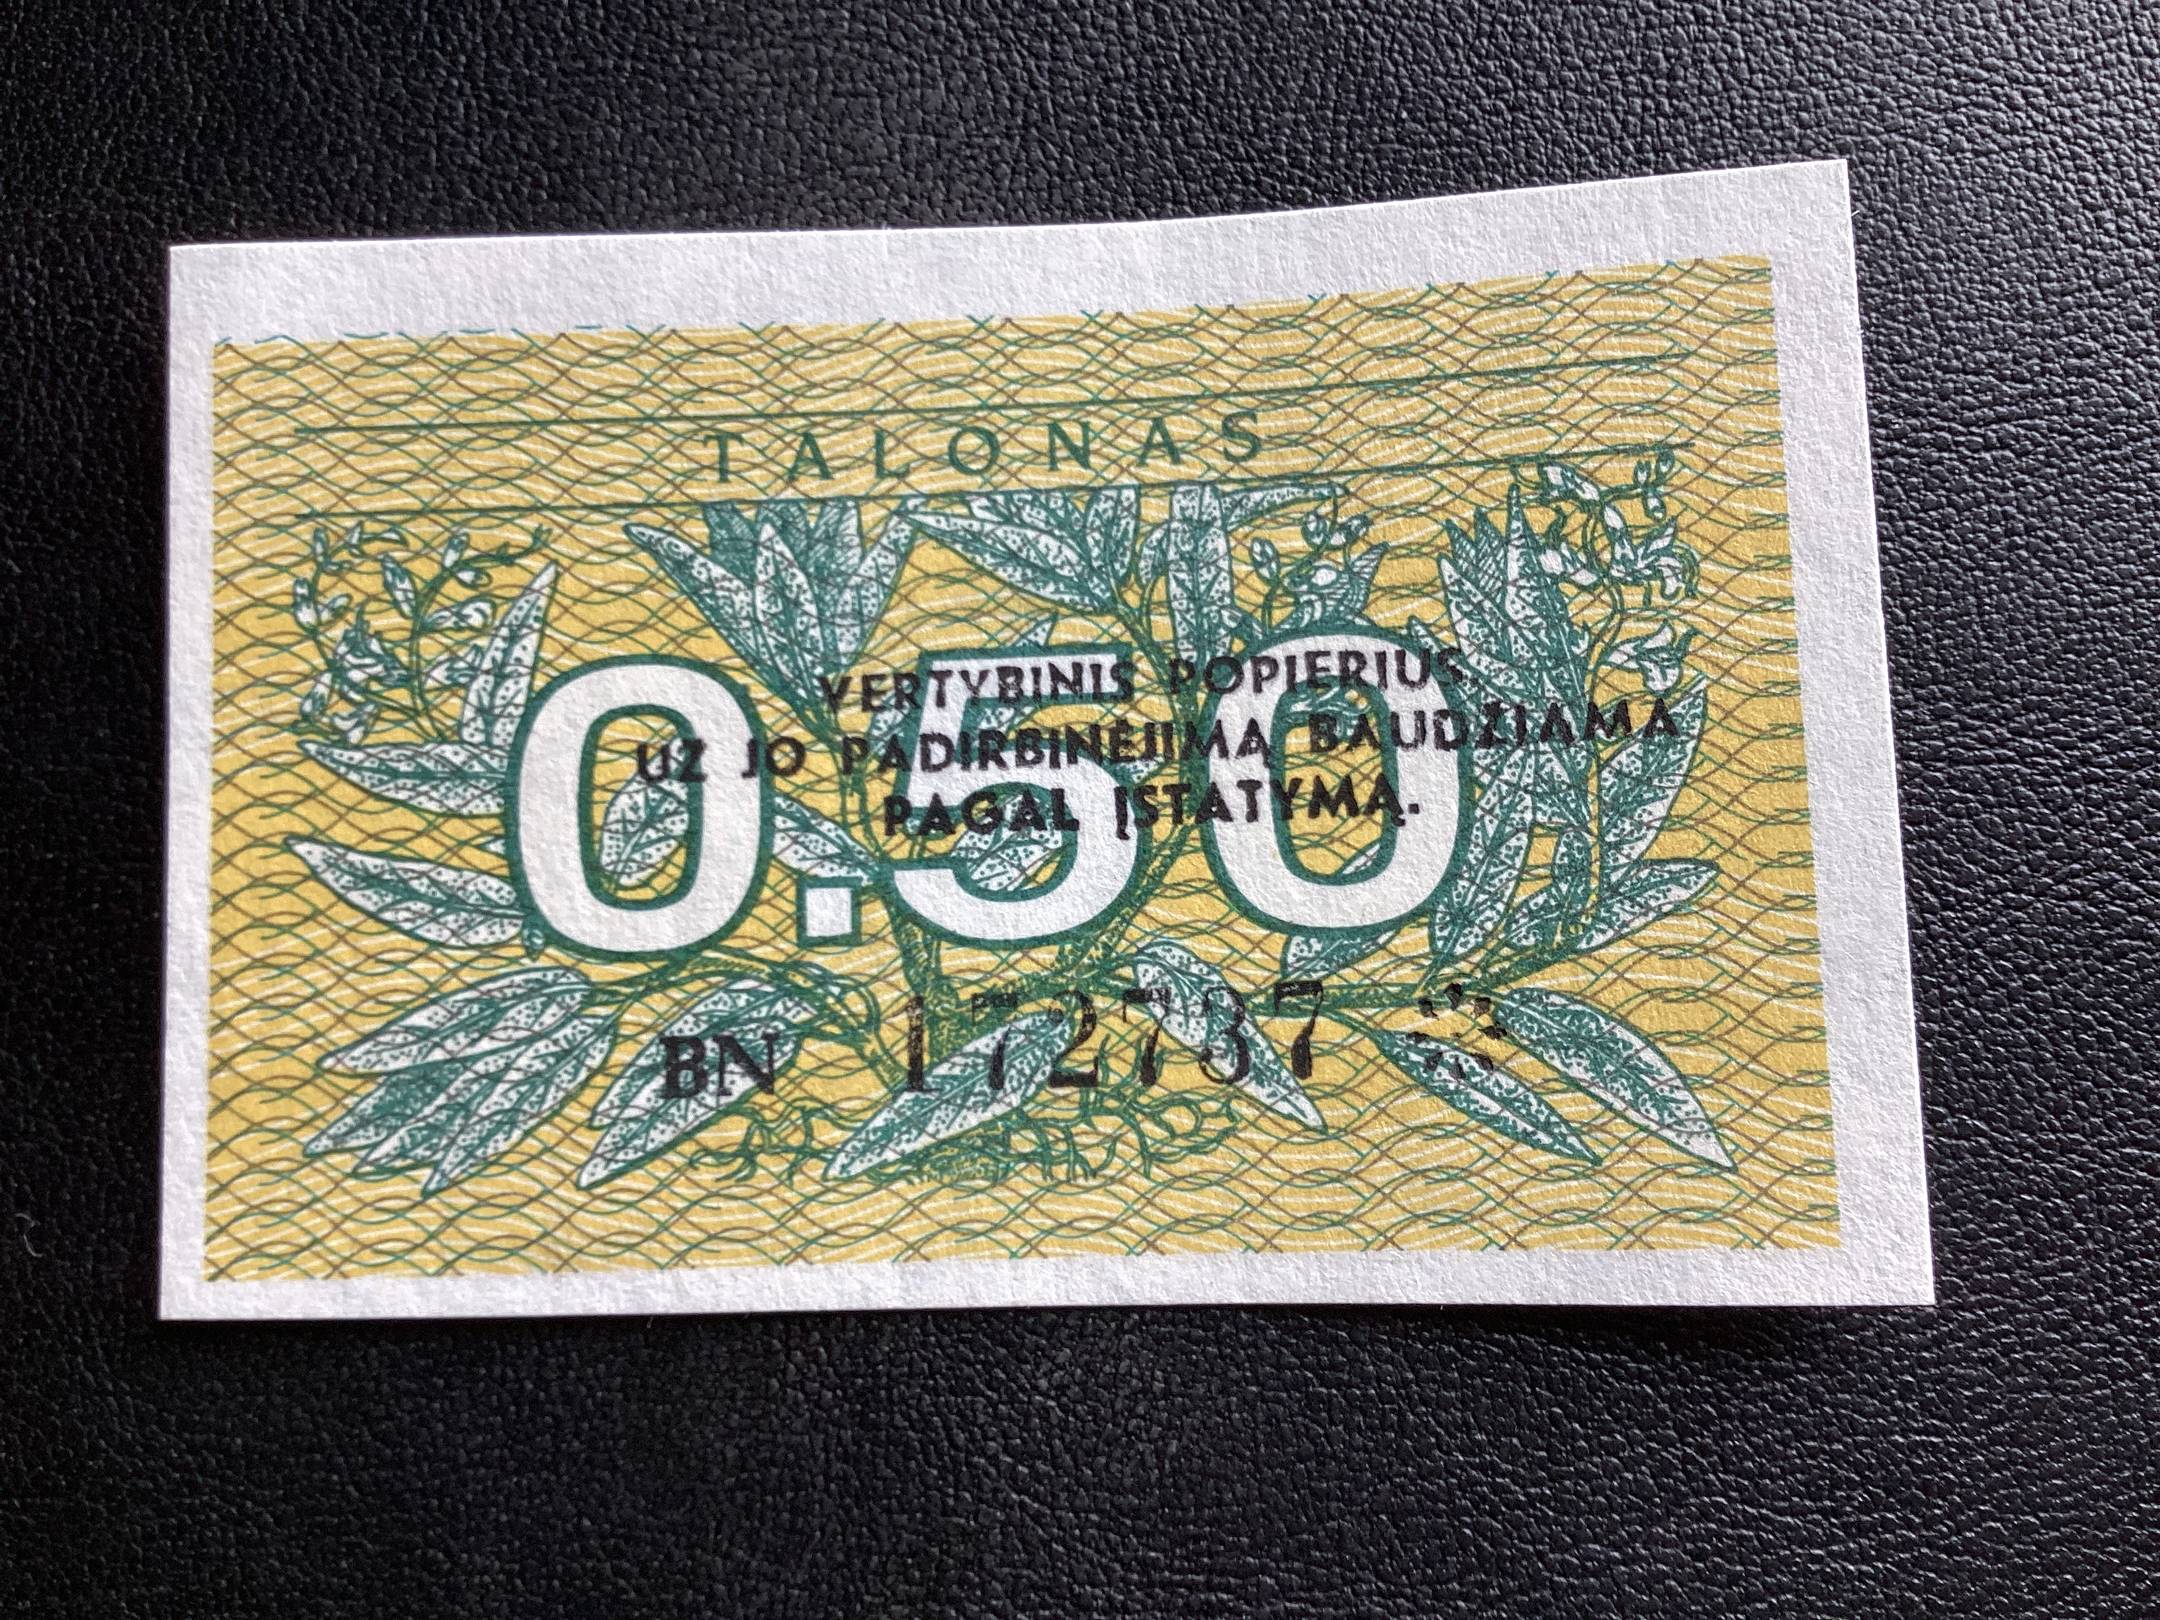 TALONAS
0.50
VERTYBINIS POPIERIUS.
UŽ JO PADIRBINĖJIMĄ BAUDŽIAMA
PAGAL ĮSTATYMĄ.
BN 172737